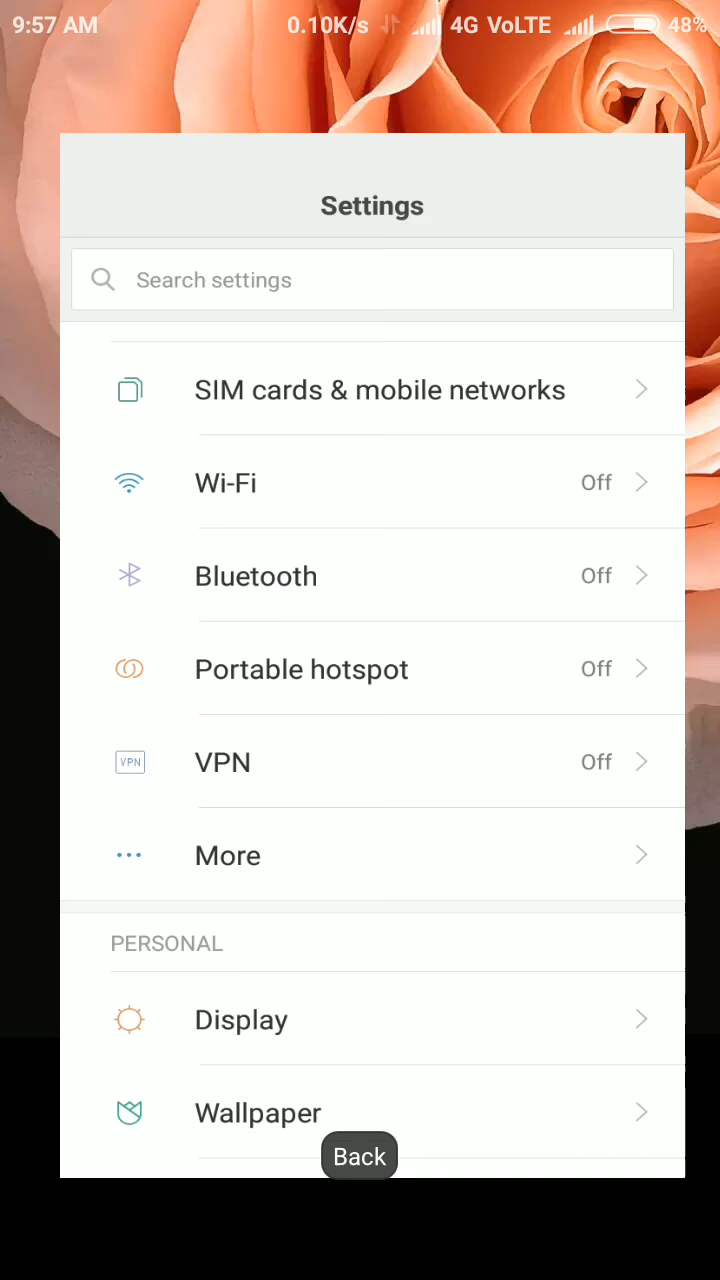 9:57 AM 0.10K/s 4G VoLTE 48%
Settings
Search settings
SIM cards & mobile networks
Wi-Fi Off
Bluetooth Off
Portable hotspot Off
VPN VPN Off
More
PERSONAL
Display
Wallpaper
Back